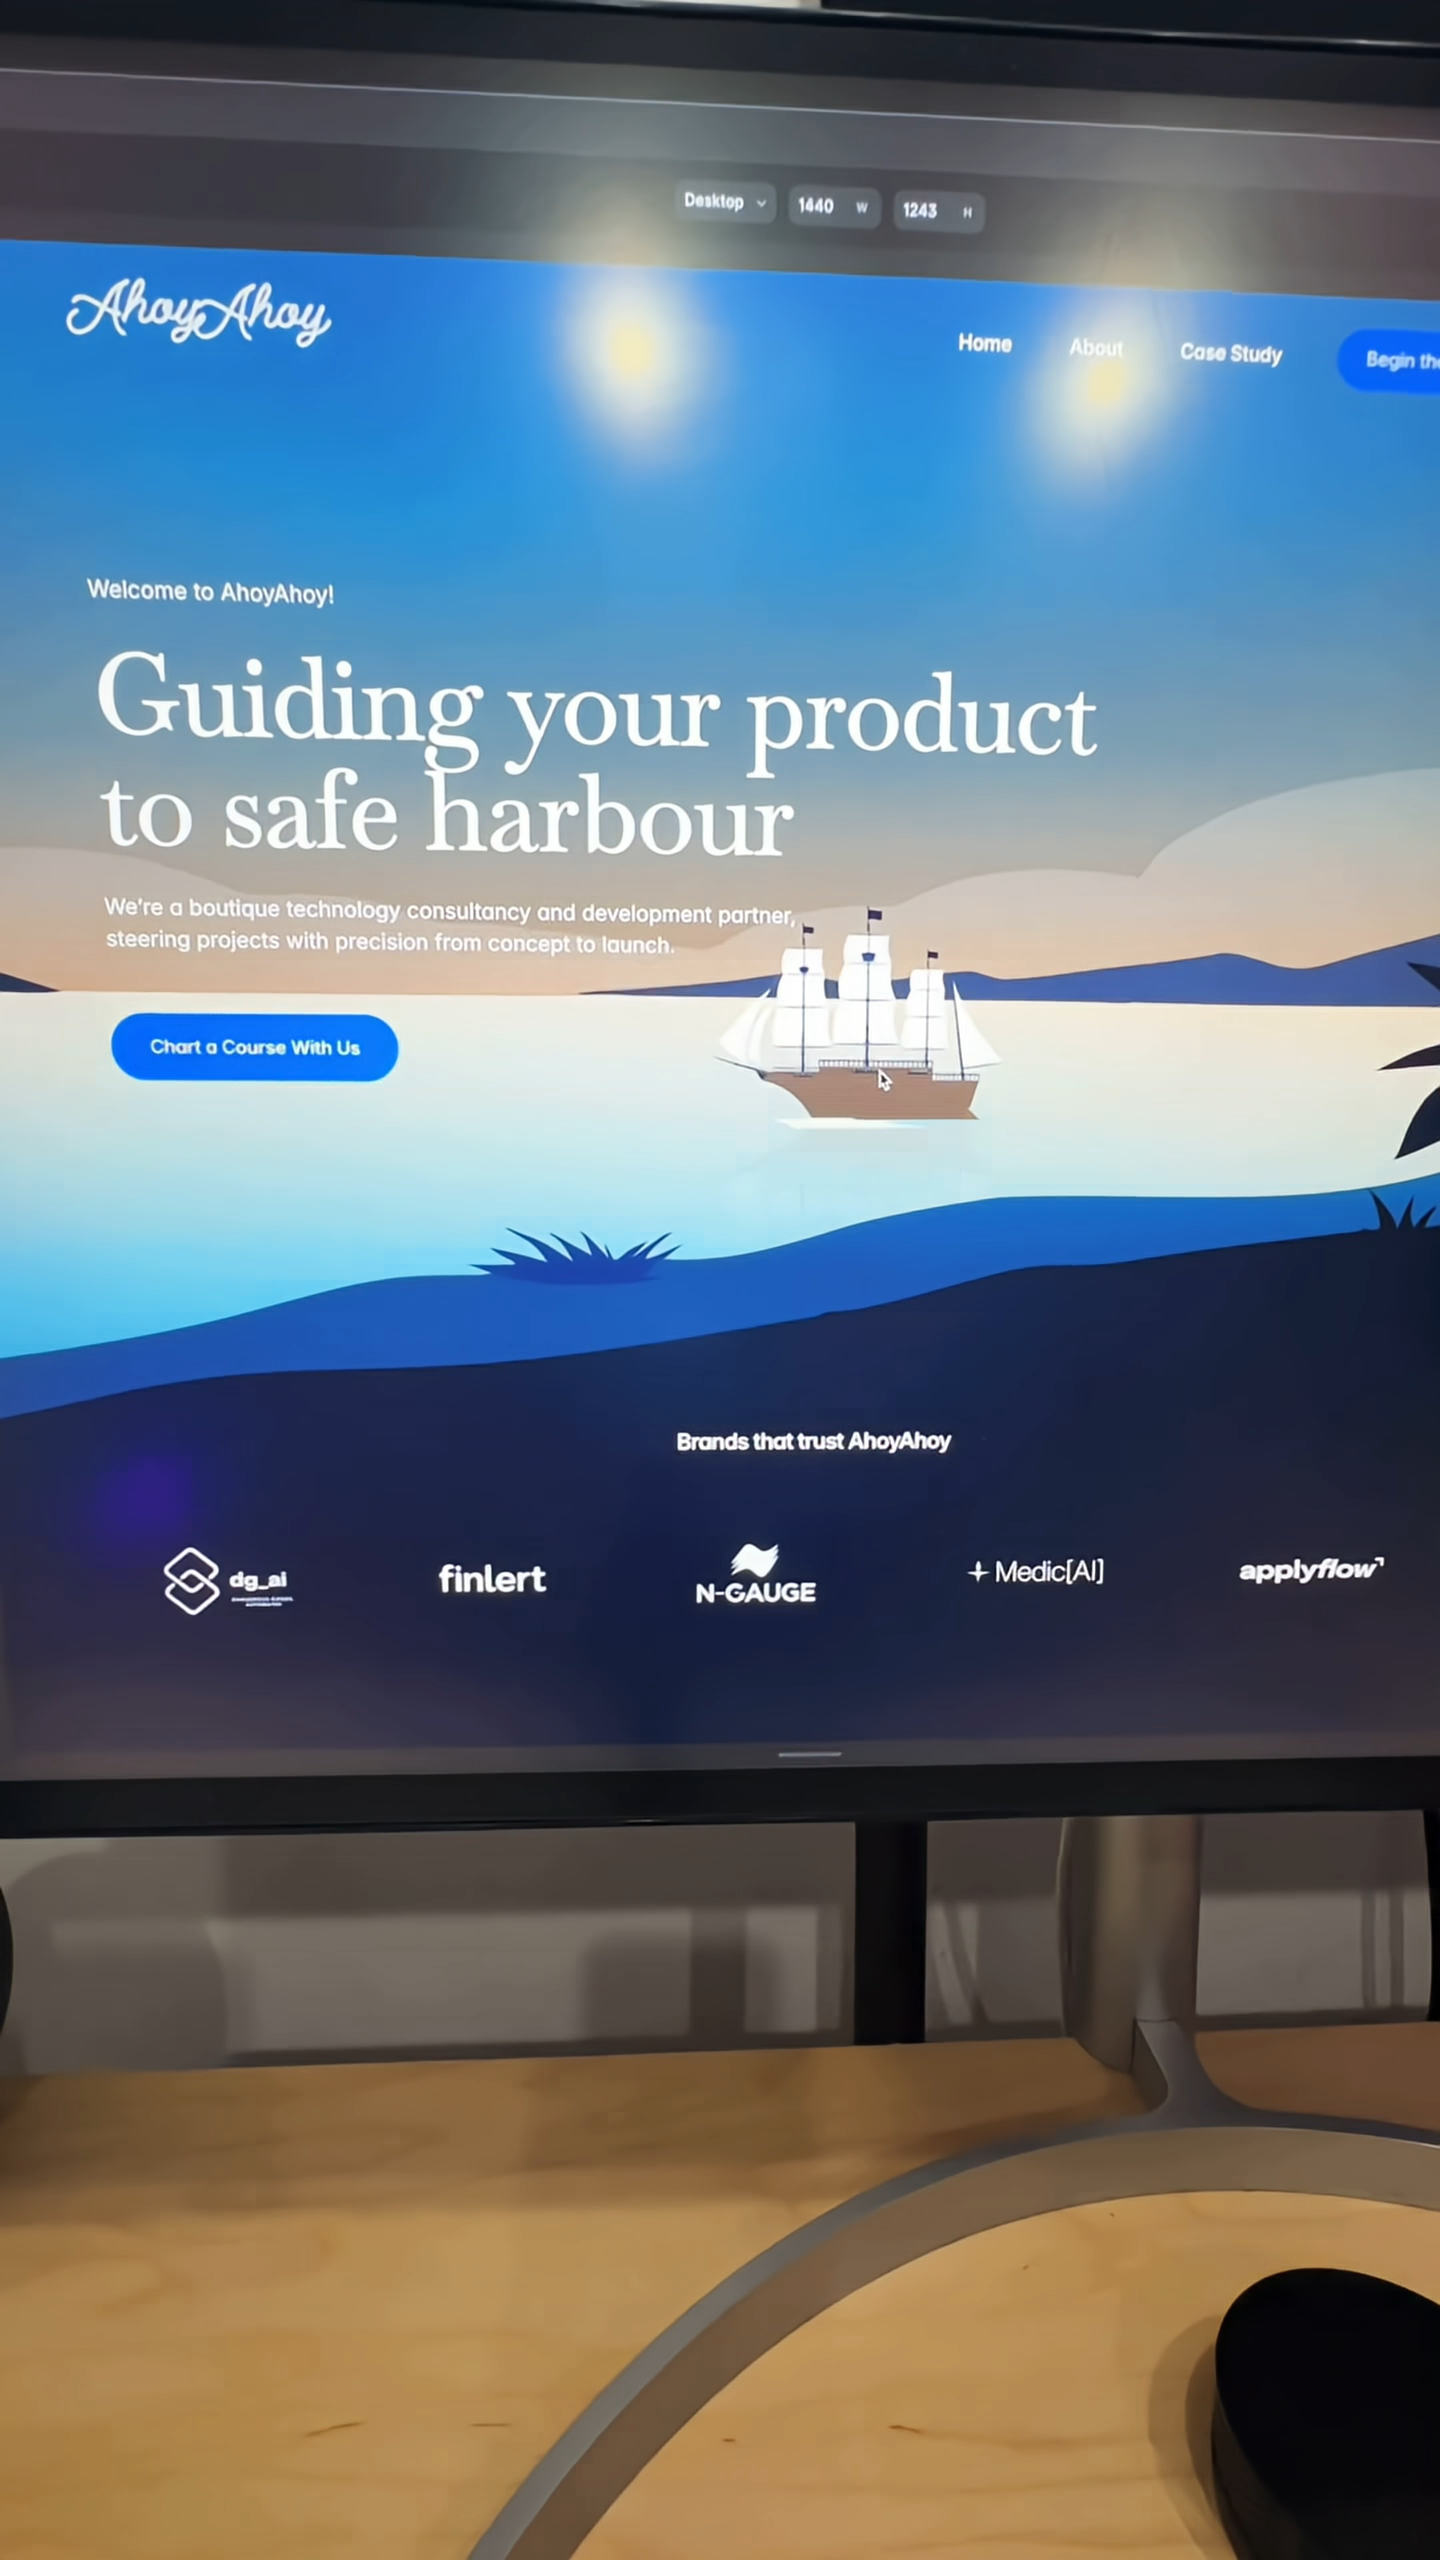 Desktop
1440 W
1243 H
AhoyAhoy
Home
About
Case Study
Begin the
Welcome to AhoyAhoy!
Guiding your product
to safe harbour
We're a boutique technology consultancy and development partner,
steering projects with precision from concept to launch.
Chart a Course With Us
Brands that trust AhoyAhoy
dg_ai
finlert
N-GAUGE
Medic[AI]
applyflow